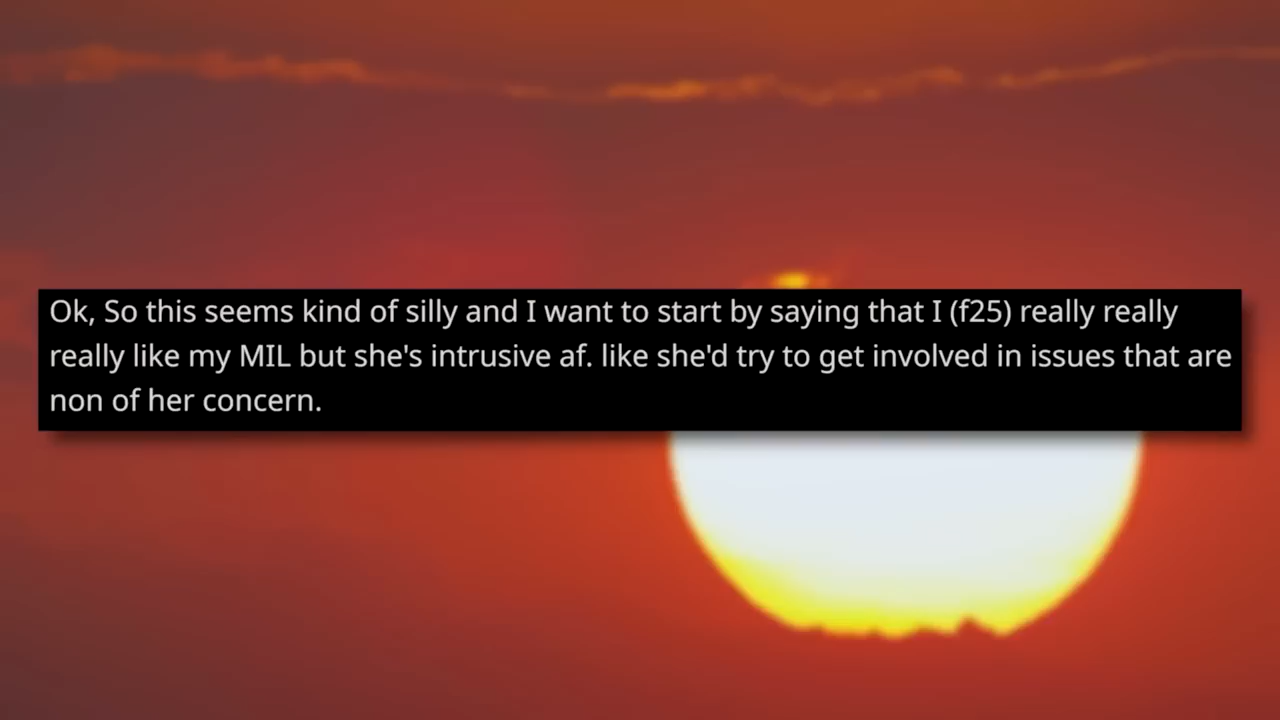 Ok, So this seems kind of silly and I want to start by saying that I (f25) really really
really like my MIL but she's intrusive af. like she'd try to get involved in issues that are
non of her concern.